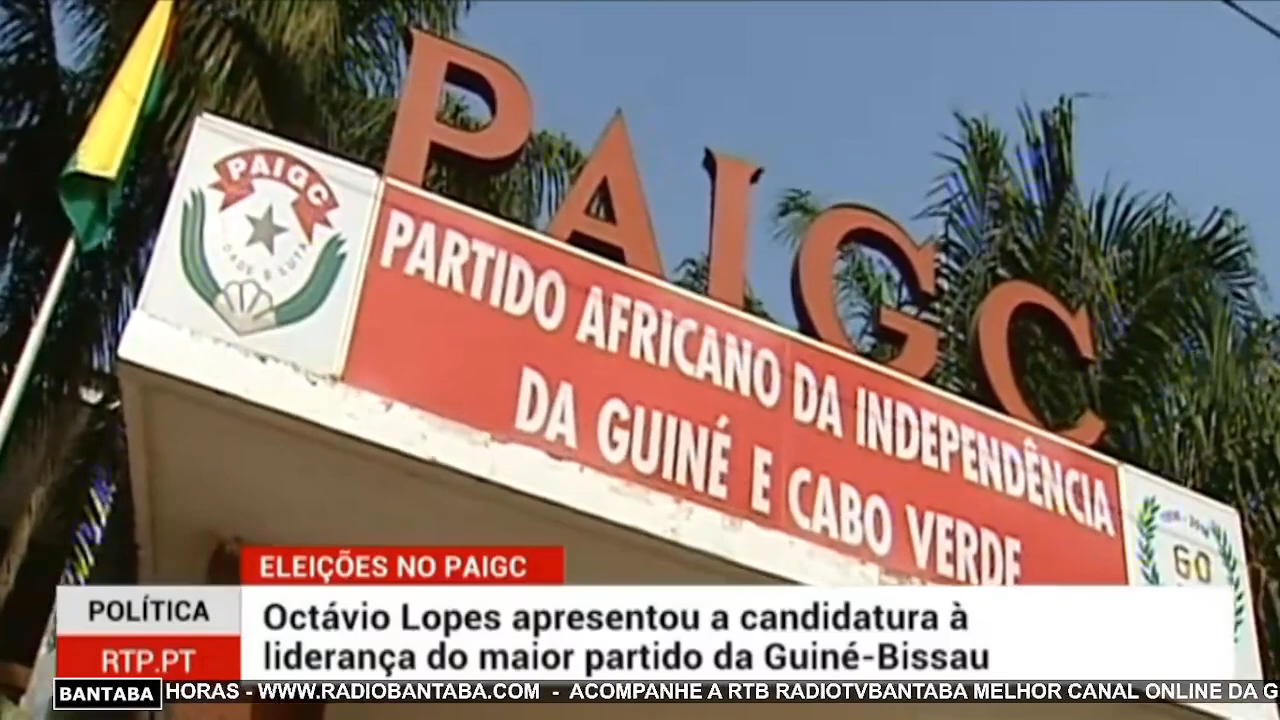 PAIGC
PAIGC
PARTIDO AFRICANO DA INDEPENDÊNCIA
DA GUINÉ E CABO VERDE
60
ELEIÇÕES NO PAIGC
POLÍTICA
RTP.PT
Octávio Lopes apresentou a candidatura à
liderança do maior partido da Guiné-Bissau
BANTABA
HORAS - WWW.RADIOBANTABA.COM - ACOMPANHE A RTB RADIOTVBANTABA MELHOR CANAL ONLINE DA G